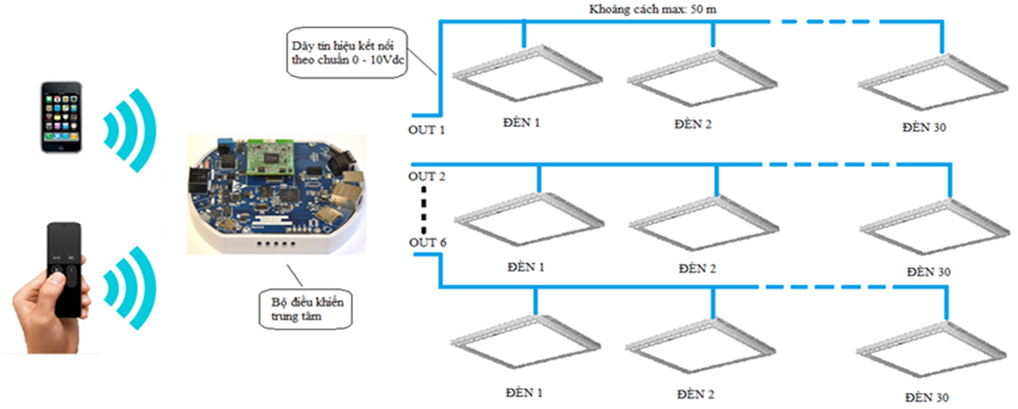 Khoảng cách max: 50 m
Dây tín hiệu kết nối
theo chuẩn 0 - 10Vdc
ĐÈN 1
ĐÈN 2
ĐÈN 30
OUT 1
OUT 2
OUT 6
ĐÈN 1
ĐÈN 2
ĐÈN 30
Bộ điều khiển
trung tâm
ĐÈN 1
ĐÈN 2
ĐÈN 30